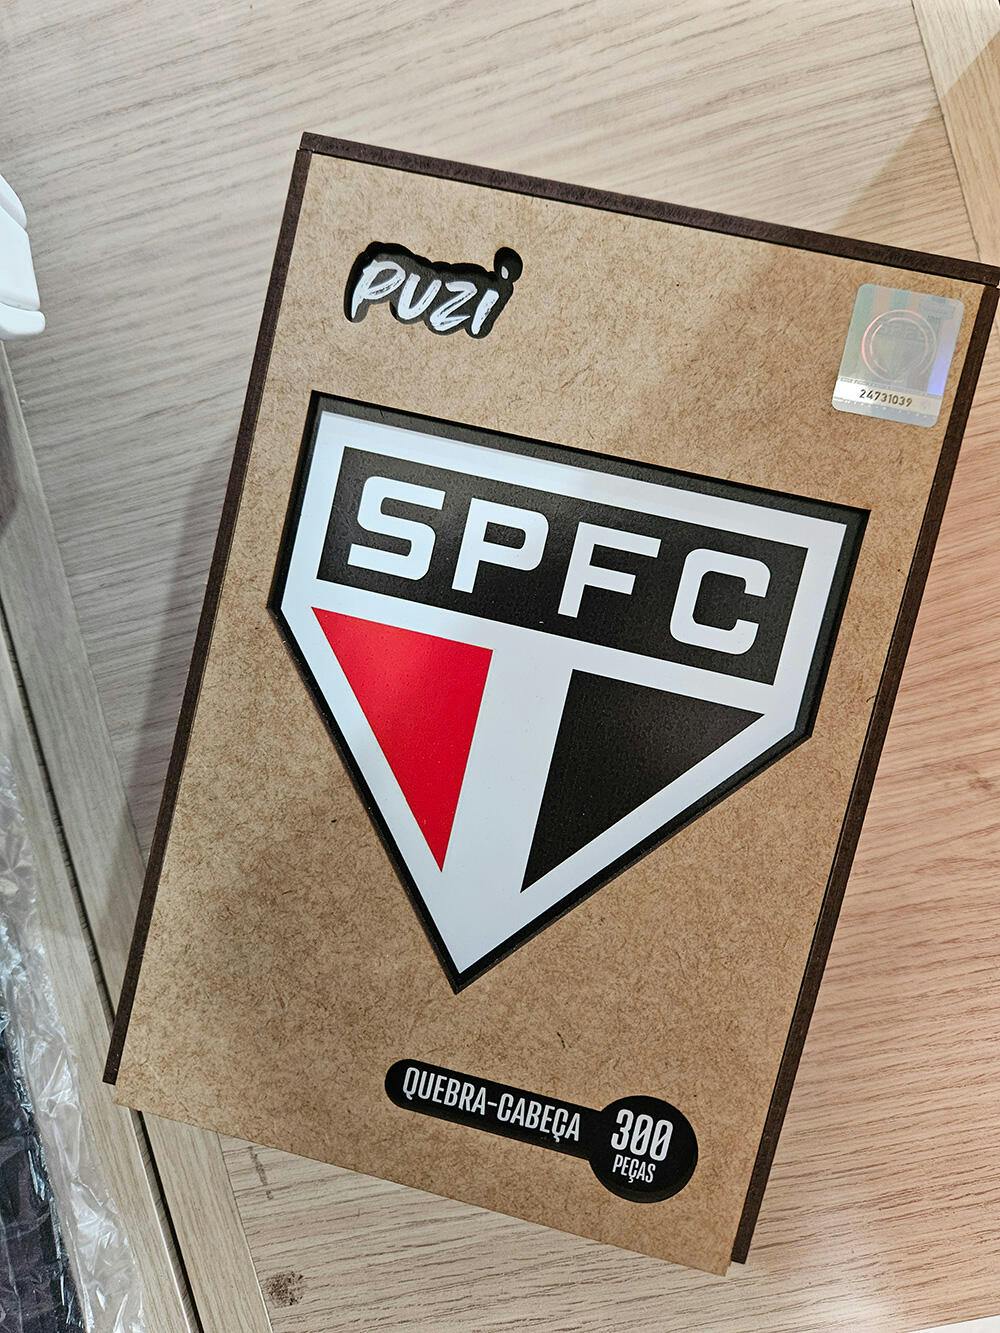 PUZi
24731039
SPFC
QUEBRA-CABEÇA
300
PEÇAS